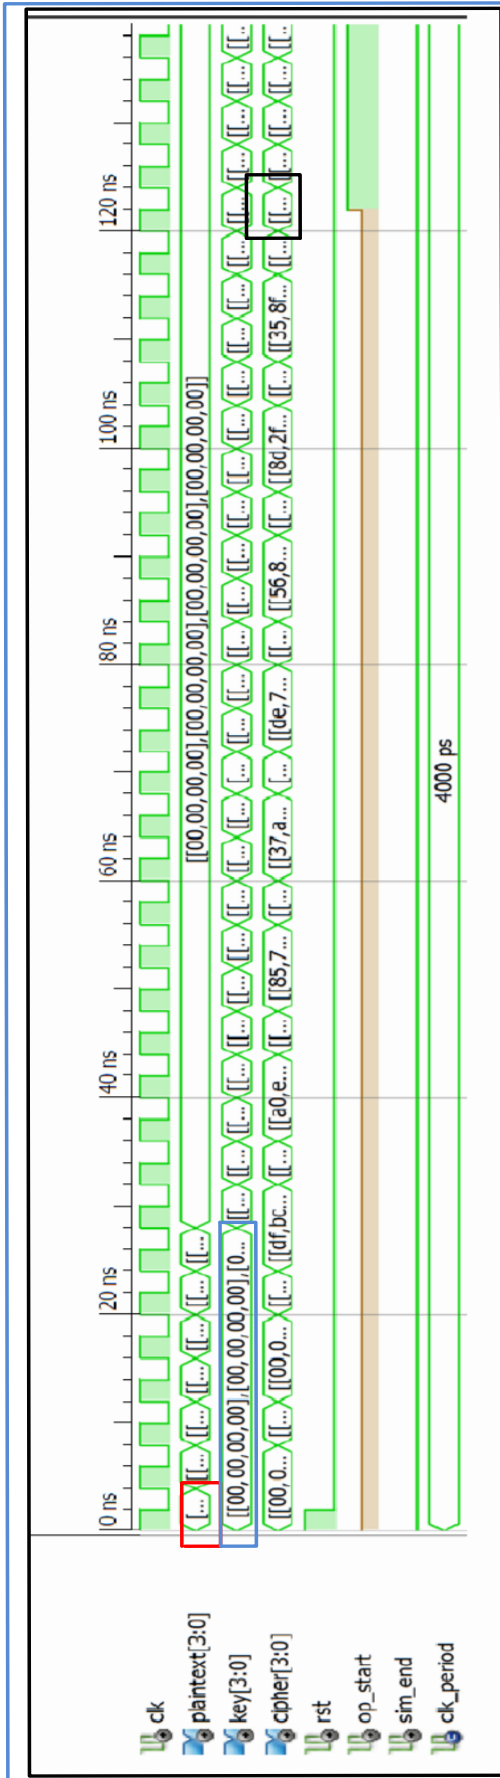 0 ns 20 ns 40 ns 60 ns 80 ns 100 ns 120 ns
clk
plaintext[3:0] [... [[... [[... [[... [[... [[... [[00,00,00,00],[00,00,00,00],[00,00,00,00],[00,00,00,00]]
key[3:0] [[00,00,00,00],[00,00,00,00],[0... [[... [[... [[... [[... [[... [[... [[... [[... [[... [[... [... [[... [[... [[... [[... [[... [[... [[... [[... [[... [[... [[... [[... [[... [[... [[... [[... [[...
cipher[3:0] [[00,0... [[... [[00,0... [[... [[df,bc... [[... [[a0,e... [[... [[85,7... [[... [[37,a... [... [[de,7... [[... [[56,8... [[... [[8d,2f... [[... [[35,8f... [[... [[... [[... [[... [[... [[...
rst
op_start
sim_end
clk_period 4000 ps